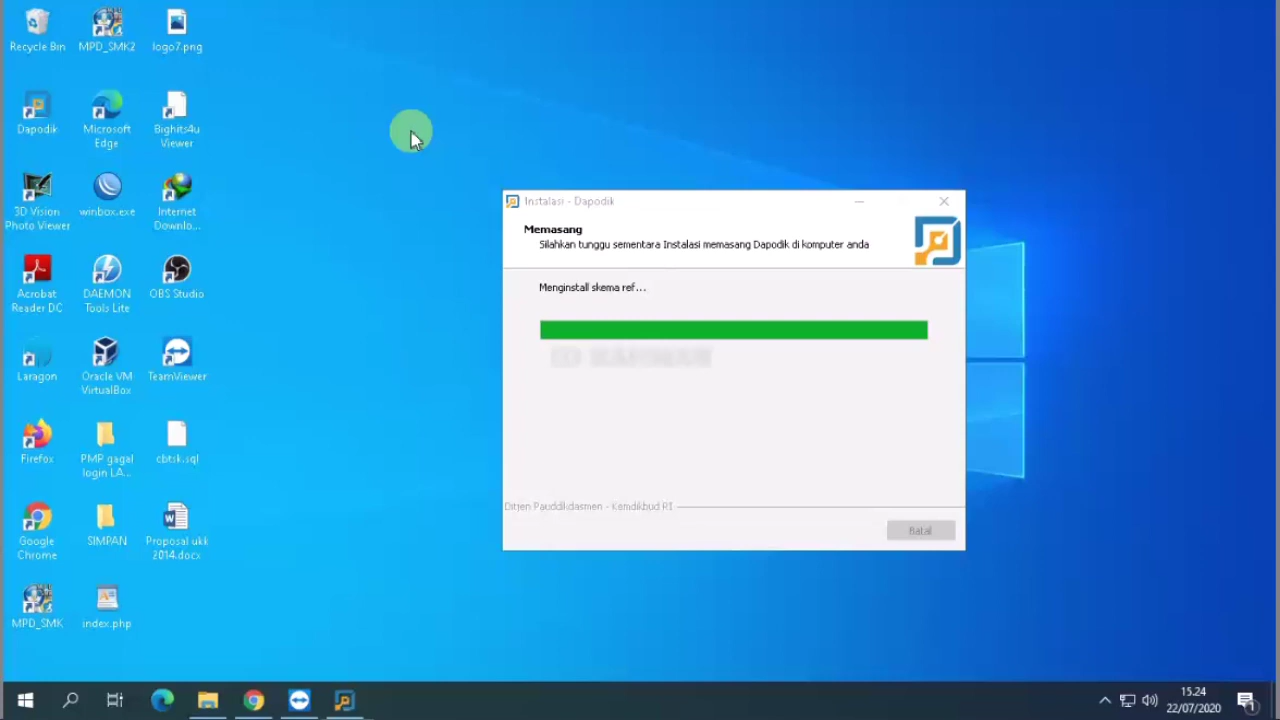 Recycle Bin
MPD_SMK2
logo7.png
Dapodik
Microsoft
Edge
Bighits4u
Viewer
3D Vision
Photo Viewer
winbox.exe
Internet
Downlo...
Acrobat
Reader DC
DAEMON
Tools Lite
OBS Studio
Laragon
Oracle VM
VirtualBox
TeamViewer
Firefox
PMP gagal
login LA...
cbtsk.sql
Google
Chrome
SIMPAN
Proposal ukk
2014.docx
MPD_SMK
index.php
Instalasi - Dapodik
Memasang
Silahkan tunggu sementara Instalasi memasang Dapodik di komputer anda
Menginstall skema ref...
Ditjen Pauddikdasmen - Kemdikbud RI
Batal
15.24
22/07/2020
1